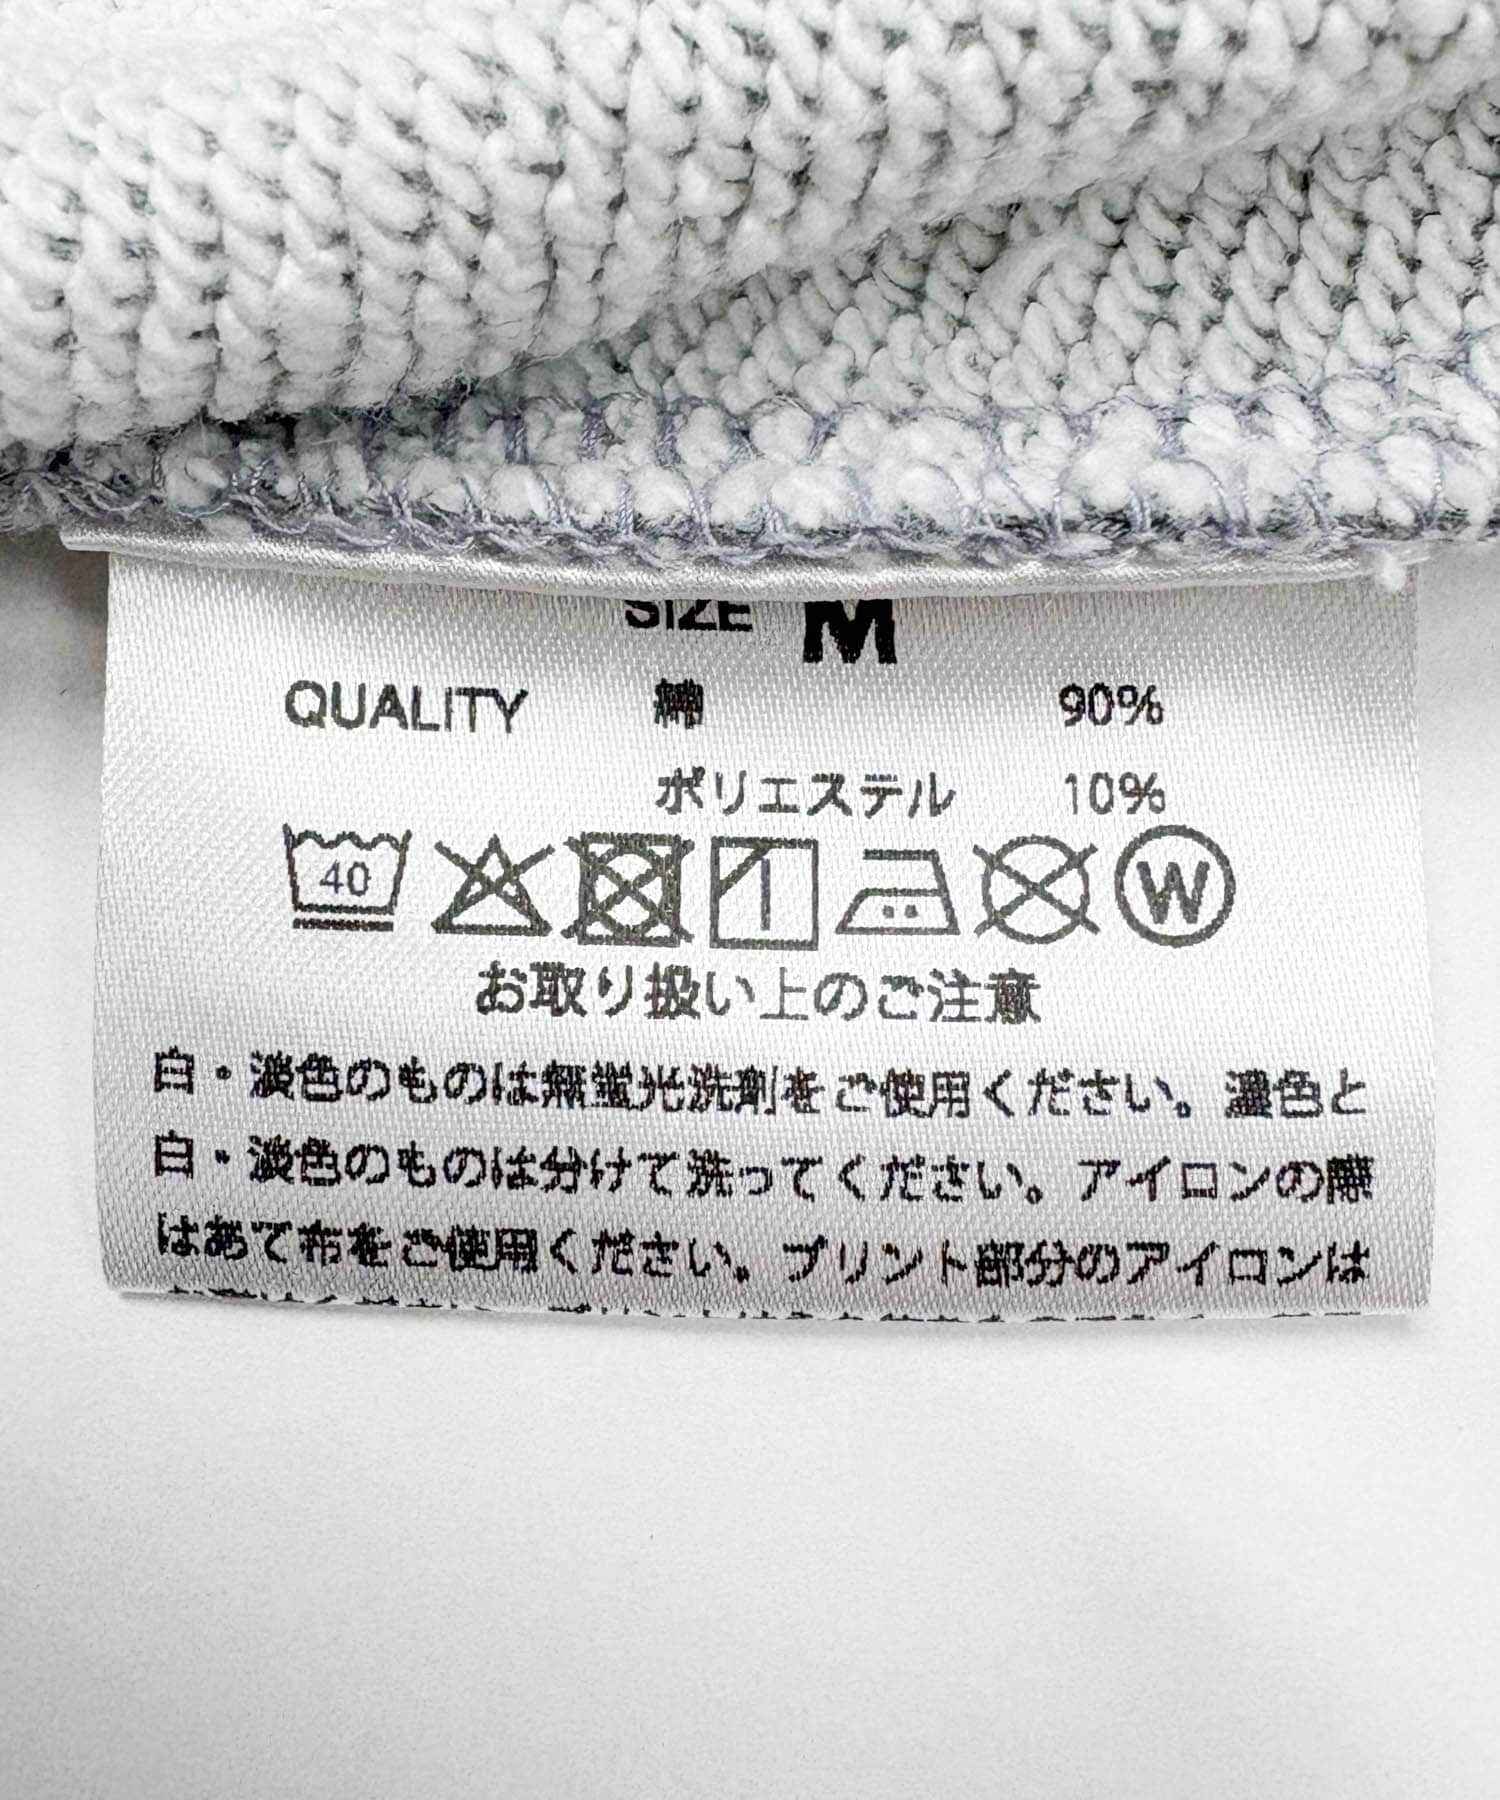 SIZE M
QUALITY 綿 90%
ポリエステル 10%
40
W
お取り扱い上のご注意
白・淡色のものは無蛍光洗剤をご使用ください。濃色と
白・淡色のものは分けて洗ってください。アイロンの際
はあて布をご使用ください。プリント部分のアイロンは